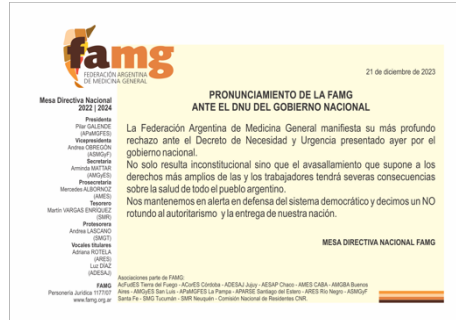 famg
FEDERACIÓN ARGENTINA
DE MEDICINA GENERAL
21 de diciembre de 2023
Mesa Directiva Nacional
2022 | 2024
Presidenta
Pilar GALENDE
(APaMGFES)
Vicepresidenta
Andrea OBREGÓN
(ASMGyF)
Secretaria
Arminda MATTAR
(AMGyES)
Prosecretaria
Mercedes ALBORNOZ
(AMES)
Tesorero
Martín VARGAS ENRIQUEZ
(SMR)
Protesorera
Andrea LASCANO
(SMGT)
Vocales titulares
Adriana ROTELA
(ARES)
Luz DÍAZ
(ADESAJ)
FAMG
Personería Jurídica 1177/07
www.famg.org.ar
PRONUNCIAMIENTO DE LA FAMG
ANTE EL DNU DEL GOBIERNO NACIONAL
La Federación Argentina de Medicina General manifiesta su más profundo
rechazo ante el Decreto de Necesidad y Urgencia presentado ayer por el
gobierno nacional.
No solo resulta inconstitucional sino que el avasallamiento que supone a los
derechos más amplios de las y los trabajadores tendrá severas consecuencias
sobre la salud de todo el pueblo argentino.
Nos mantenemos en alerta en defensa del sistema democrático y decimos un NO
rotundo al autoritarismo y la entrega de nuestra nación.
MESA DIRECTIVA NACIONAL FAMG
Asociaciones parte de FAMG:
AcFudES Tierra del Fuego - ACorES Córdoba - ADESAJ Jujuy - AESAP Chaco - AMES CABA - AMGBA Buenos
Aires - AMGyES San Luis - APaMGFES La Pampa - APARSE Santiago del Estero - ARES Río Negro - ASMGyF
Santa Fe - SMG Tucumán - SMR Neuquén - Comisión Nacional de Residentes CNR.